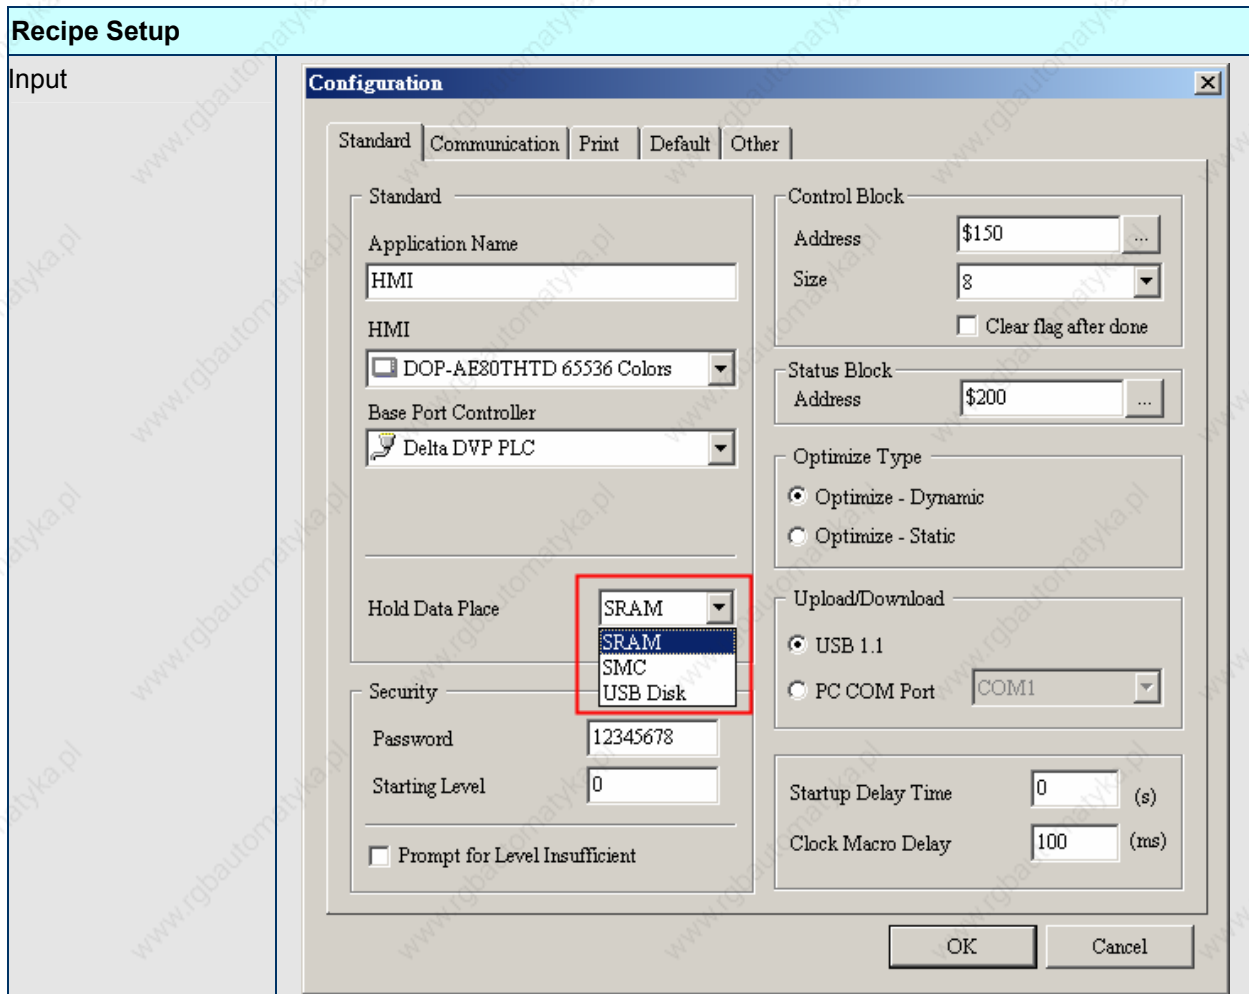 Recipe Setup
Input
Configuration
Standard Communication Print Default Other
Standard
Application Name
HMI
HMI
DOP-AE80THTD 65536 Colors
Base Port Controller
Delta DVP PLC
Hold Data Place SRAM
SRAM
SMC
USB Disk
Security
Password 12345678
Starting Level 0
Prompt for Level Insufficient
Control Block
Address $150 ...
Size 8
Clear flag after done
Status Block
Address $200 ...
Optimize Type
Optimize - Dynamic
Optimize - Static
Upload/Download
USB 1.1
PC COM Port COM1
Startup Delay Time 0 (s)
Clock Macro Delay 100 (ms)
OK Cancel
www.rgbautomatyka.pl